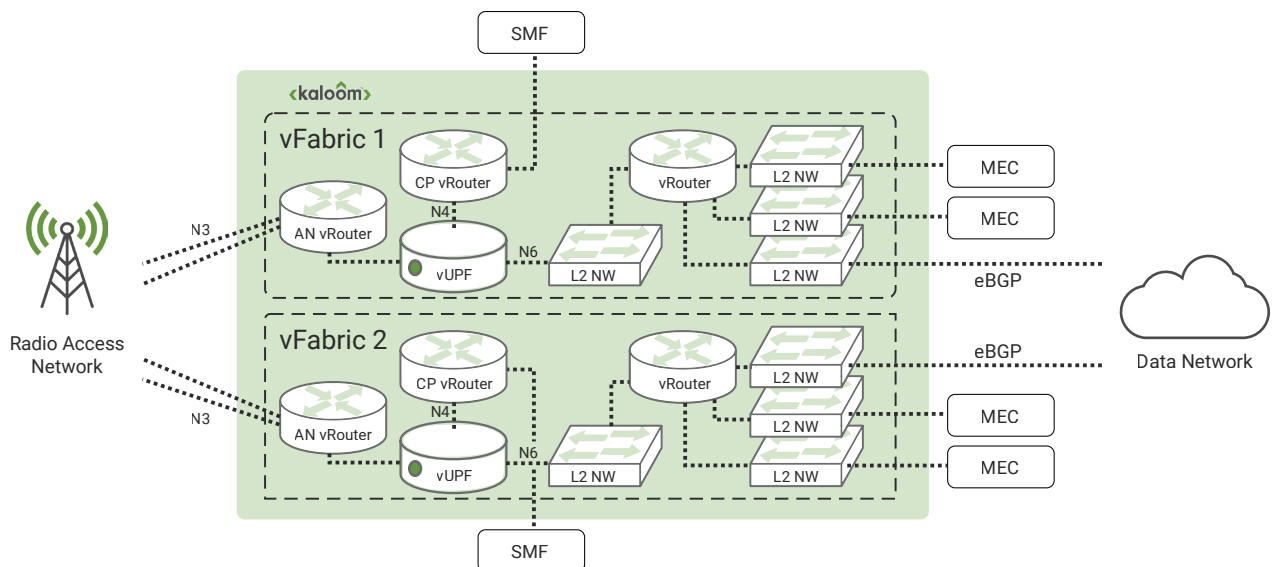 SMF
kaloom
vFabric 1
CP vRouter
vRouter
L2 NW
MEC
AN vRouter
N4
L2 NW
MEC
N3
vUPF
N6
L2 NW
L2 NW
eBGP
Radio Access
Network
Data Network
vFabric 2
CP vRouter
vRouter
L2 NW
eBGP
AN vRouter
N4
L2 NW
MEC
N3
vUPF
N6
L2 NW
L2 NW
MEC
SMF